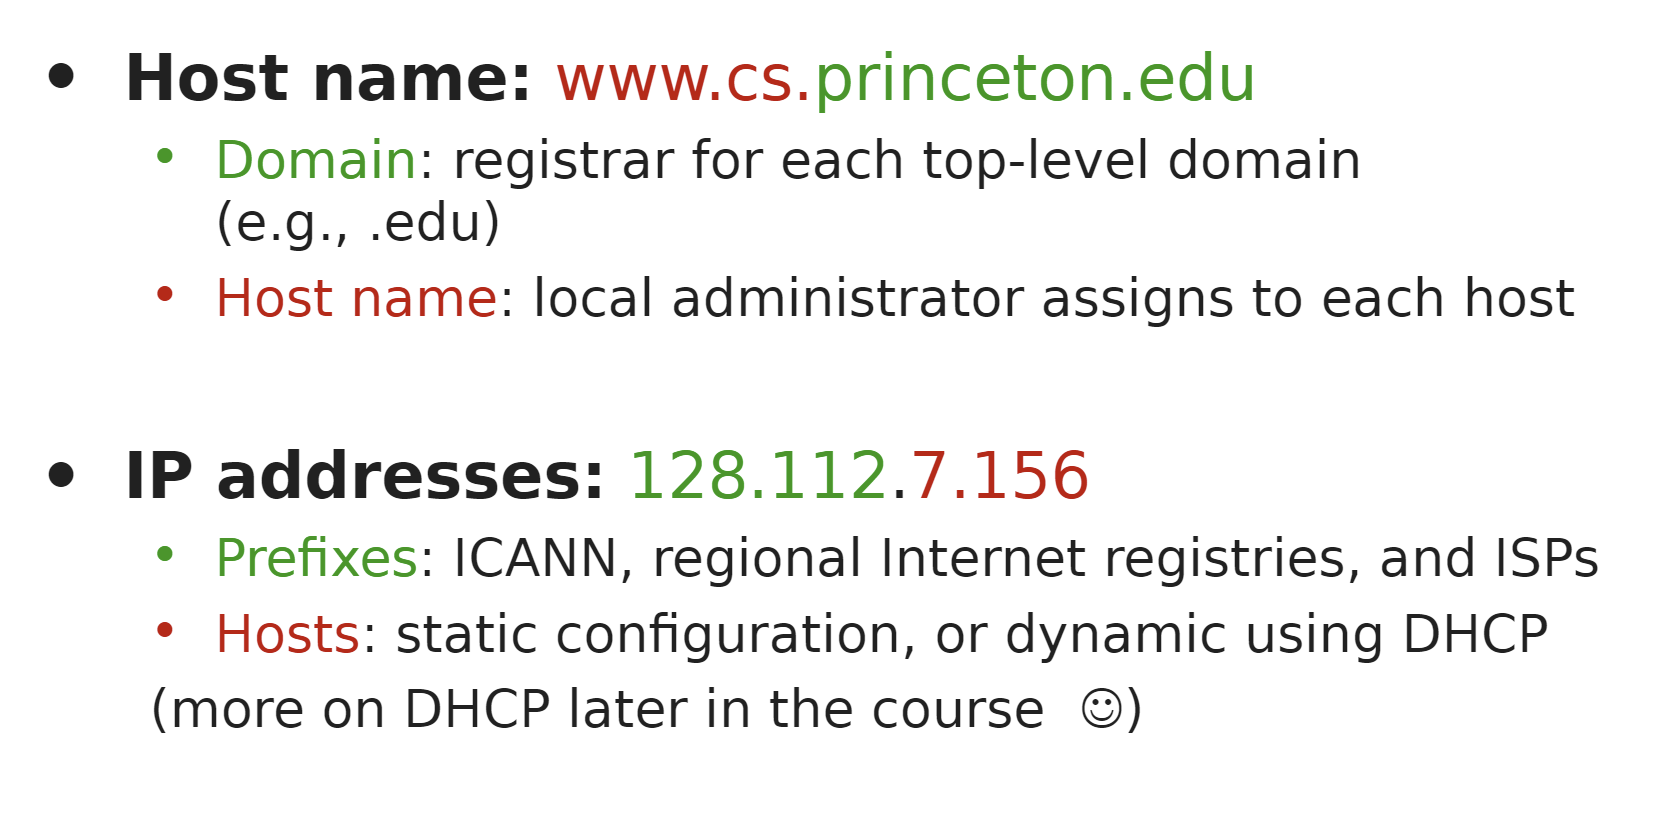 • Host name: www.cs.princeton.edu
• Domain: registrar for each top-level domain
(e.g., .edu)
• Host name: local administrator assigns to each host
• IP addresses: 128.112.7.156
• Prefixes: ICANN, regional Internet registries, and ISPs
• Hosts: static configuration, or dynamic using DHCP
(more on DHCP later in the course ☺)